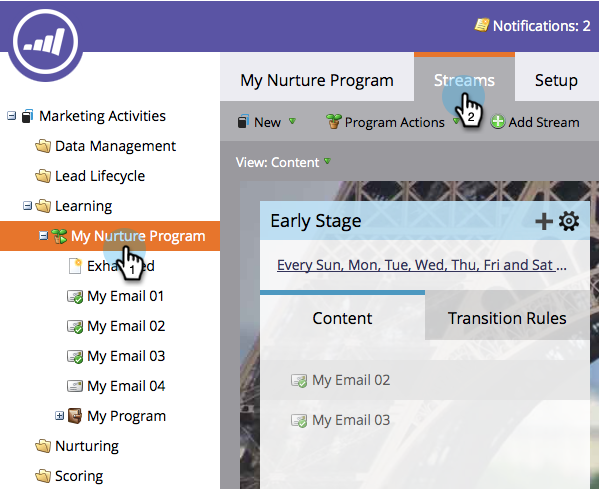 Notifications: 2
My Nurture Program
Streams
Setup
2
New
Program Actions
Add Stream
View: Content
Marketing Activities
Data Management
Lead Lifecycle
Learning
My Nurture Program
1
My Email 01
My Email 02
My Email 03
My Email 04
My Program
Nurturing
Scoring
Early Stage
Every Sun, Mon, Tue, Wed, Thu, Fri and Sat ...
Content
Transition Rules
My Email 02
My Email 03